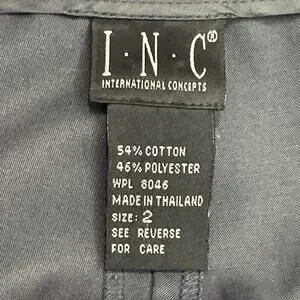 I·N·C®
INTERNATIONAL CONCEPTS
54% COTTON
46% POLYESTER
WPL 8046
MADE IN THAILAND
SIZE: 2
SEE REVERSE
FOR CARE